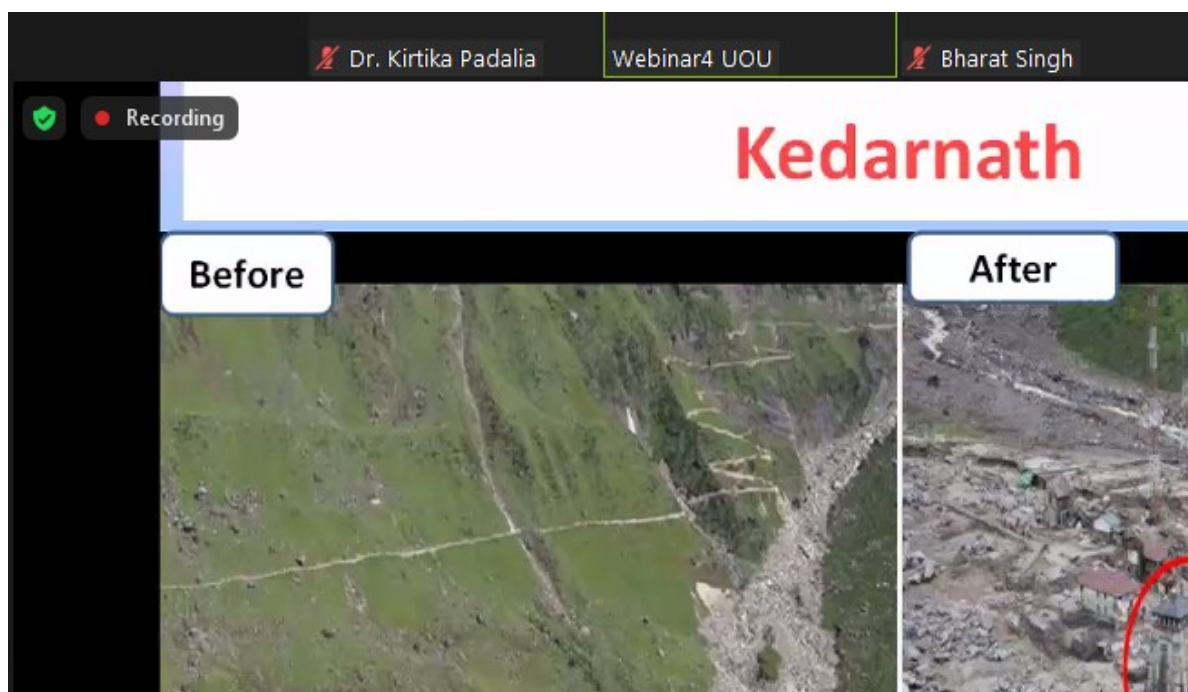 Dr. Kirtika Padalia
Webinar4 UOU
Bharat Singh
Recording
Kedarnath
Before
After